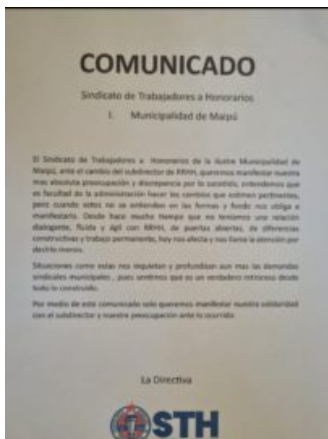 COMUNICADO
Sindicato de Trabajadores a Honorarios
I. Municipalidad de Maipú
El Sindicato de Trabajadores a Honorarios de la Ilustre Municipalidad de
Maipú, ante el cambio del subdirector de RRHH, queremos manifestar nuestra
mas absoluta preocupación y discrepancia por lo sucedido, entendemos que
es facultad de la administración hacer los cambios que estimen pertinentes,
pero cuando estos no se entienden en las formas y fondo nos obliga a
manifestarlo. Desde hace mucho tiempo que no teníamos una relación
dialogante, fluida y ágil con RRHH, de puertas abiertas, de diferencias
constructivas y trabajo permanente, hoy nos afecta y nos llama la atención por
decirlo menos.
Situaciones como estas nos inquietan y profundizan aun mas las demandas
sindicales municipales , pues sentimos que es un verdadero retroceso desde
todo lo construido.
Por medio de este comunicado solo queremos manifestar nuestra solidaridad
con el subdirector y nuestra preocupación ante lo ocurrido.
La Directiva
STH